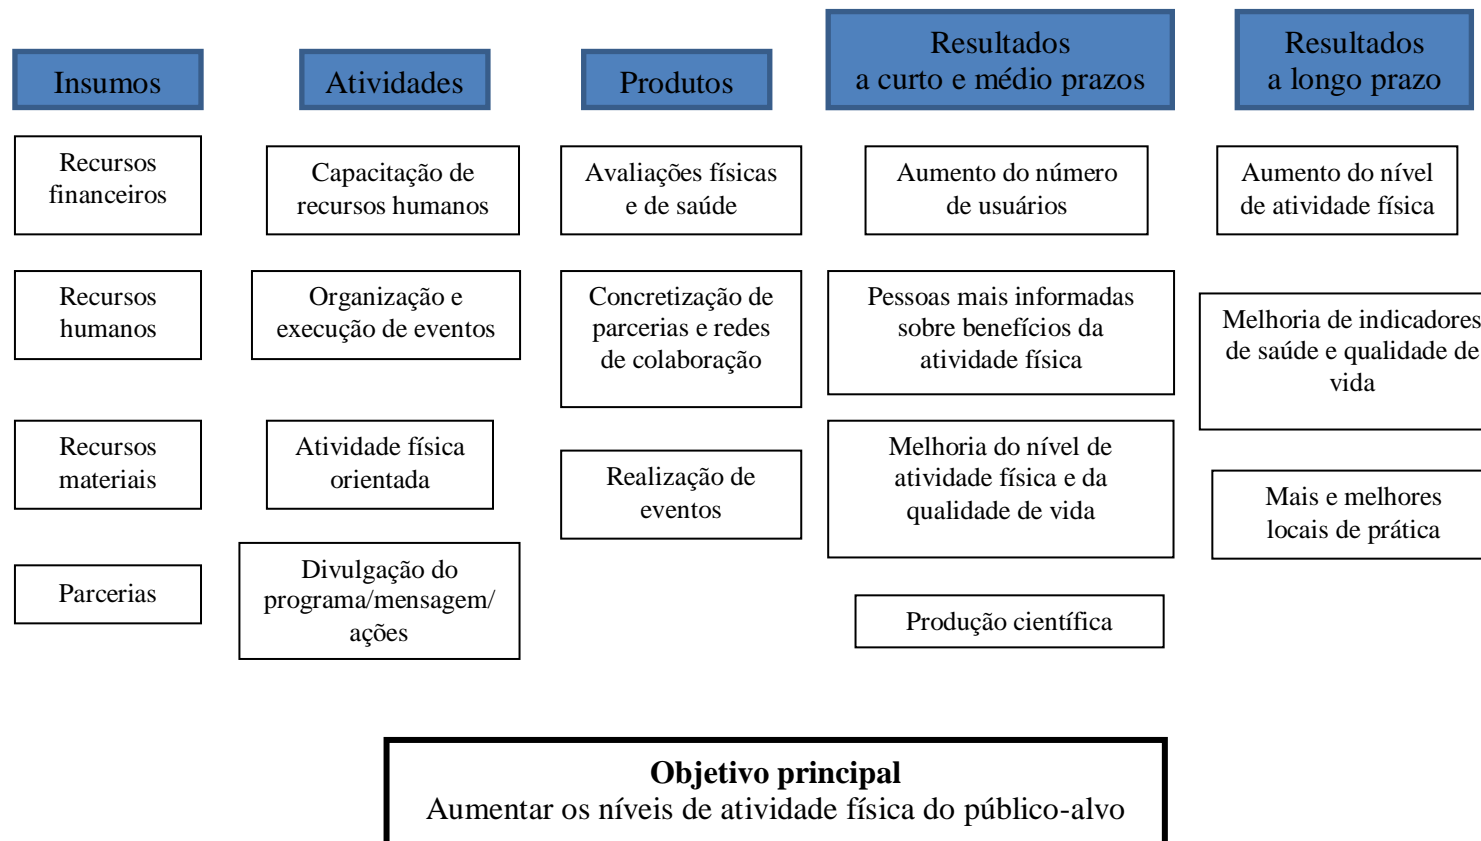 Insumos
Atividades
Produtos
Resultados
a curto e médio prazos
Resultados
a longo prazo
Recursos
financeiros
Capacitação de
recursos humanos
Avaliações físicas
e de saúde
Aumento do número
de usuários
Aumento do nível
de atividade física
Recursos
humanos
Organização e
execução de eventos
Concretização de
parcerias e redes
de colaboração
Pessoas mais informadas
sobre benefícios da
atividade física
Melhoria de indicadores
de saúde e qualidade de
vida
Recursos
materiais
Atividade física
orientada
Realização de
eventos
Melhoria do nível de
atividade física e da
qualidade de vida
Mais e melhores
locais de prática
Parcerias
Divulgação do
programa/mensagem/
ações
Produção científica
Objetivo principal
Aumentar os níveis de atividade física do público-alvo